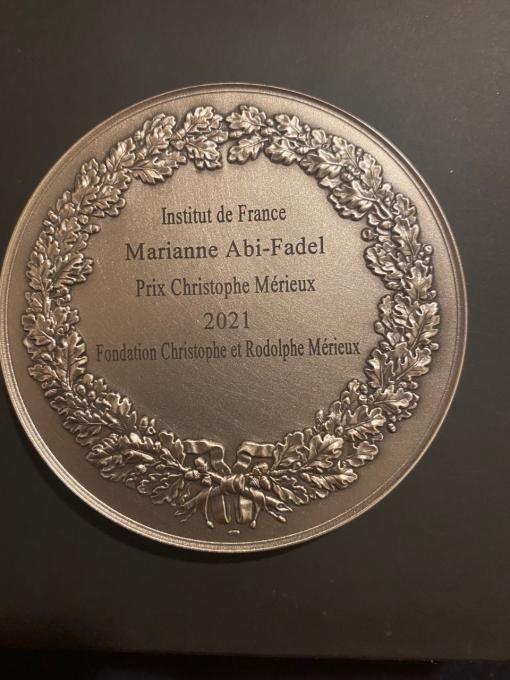 Institut de France
Marianne Abi-Fadel
Prix Christophe Mérieux
2021
Fondation Christophe et Rodolphe Mérieux